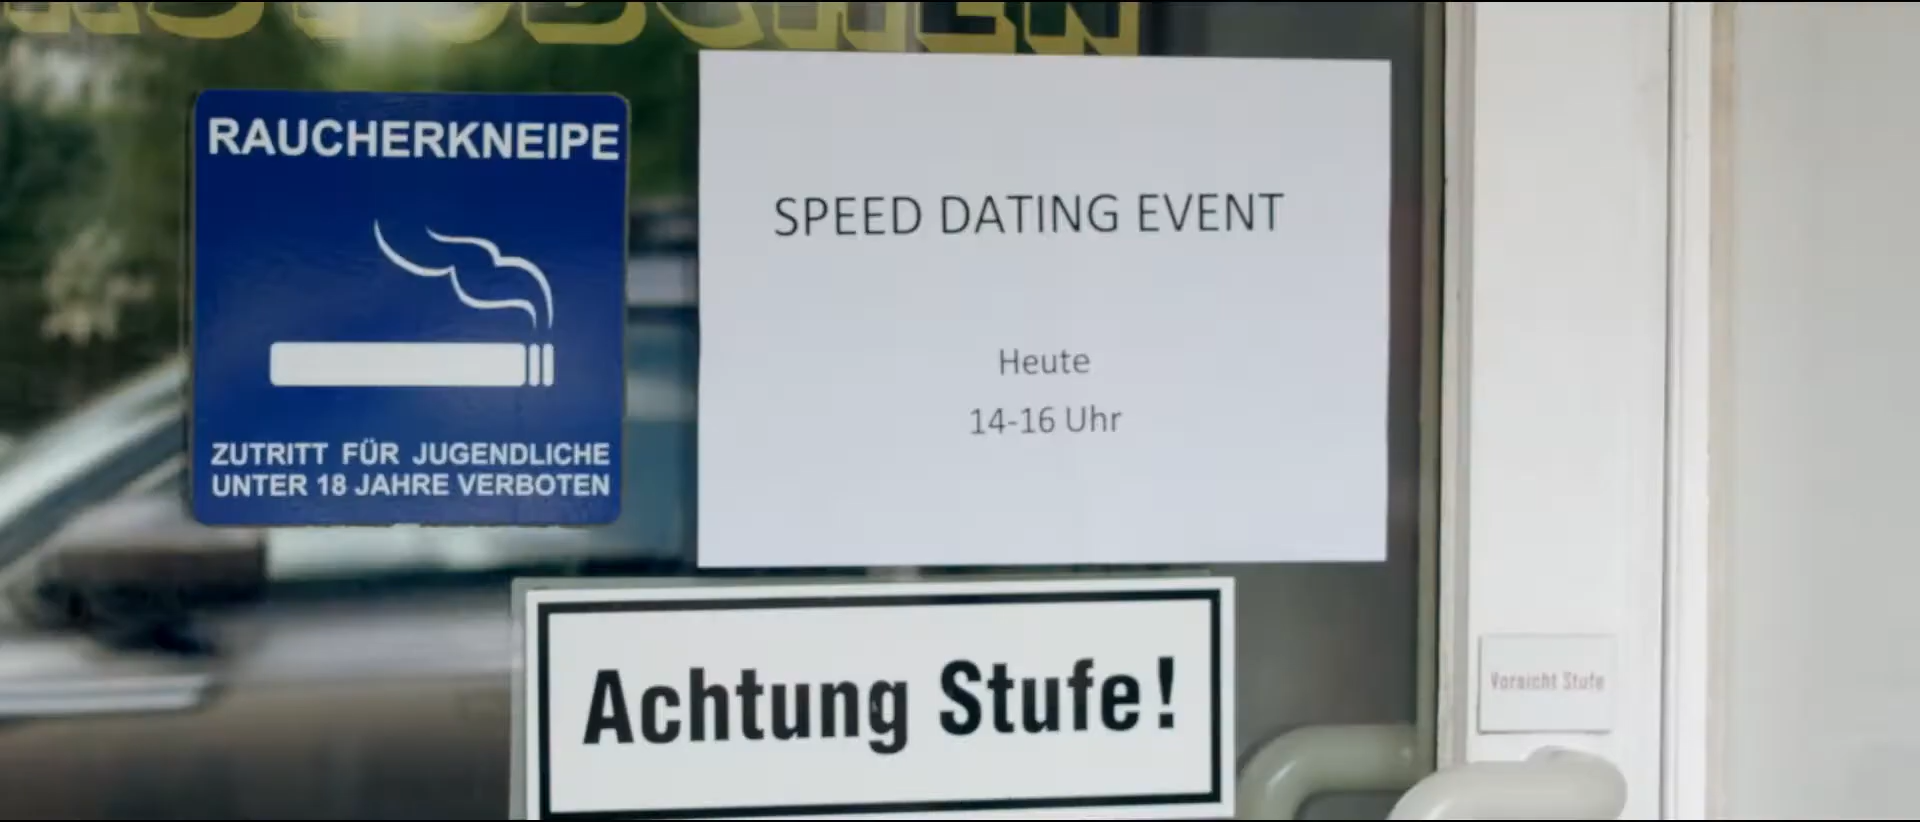 RAUCHERKNEIPE
ZUTRITT FÜR JUGENDLICHE
UNTER 18 JAHRE VERBOTEN
SPEED DATING EVENT
Heute
14-16 Uhr
Achtung Stufe!
Vorsicht Stufe